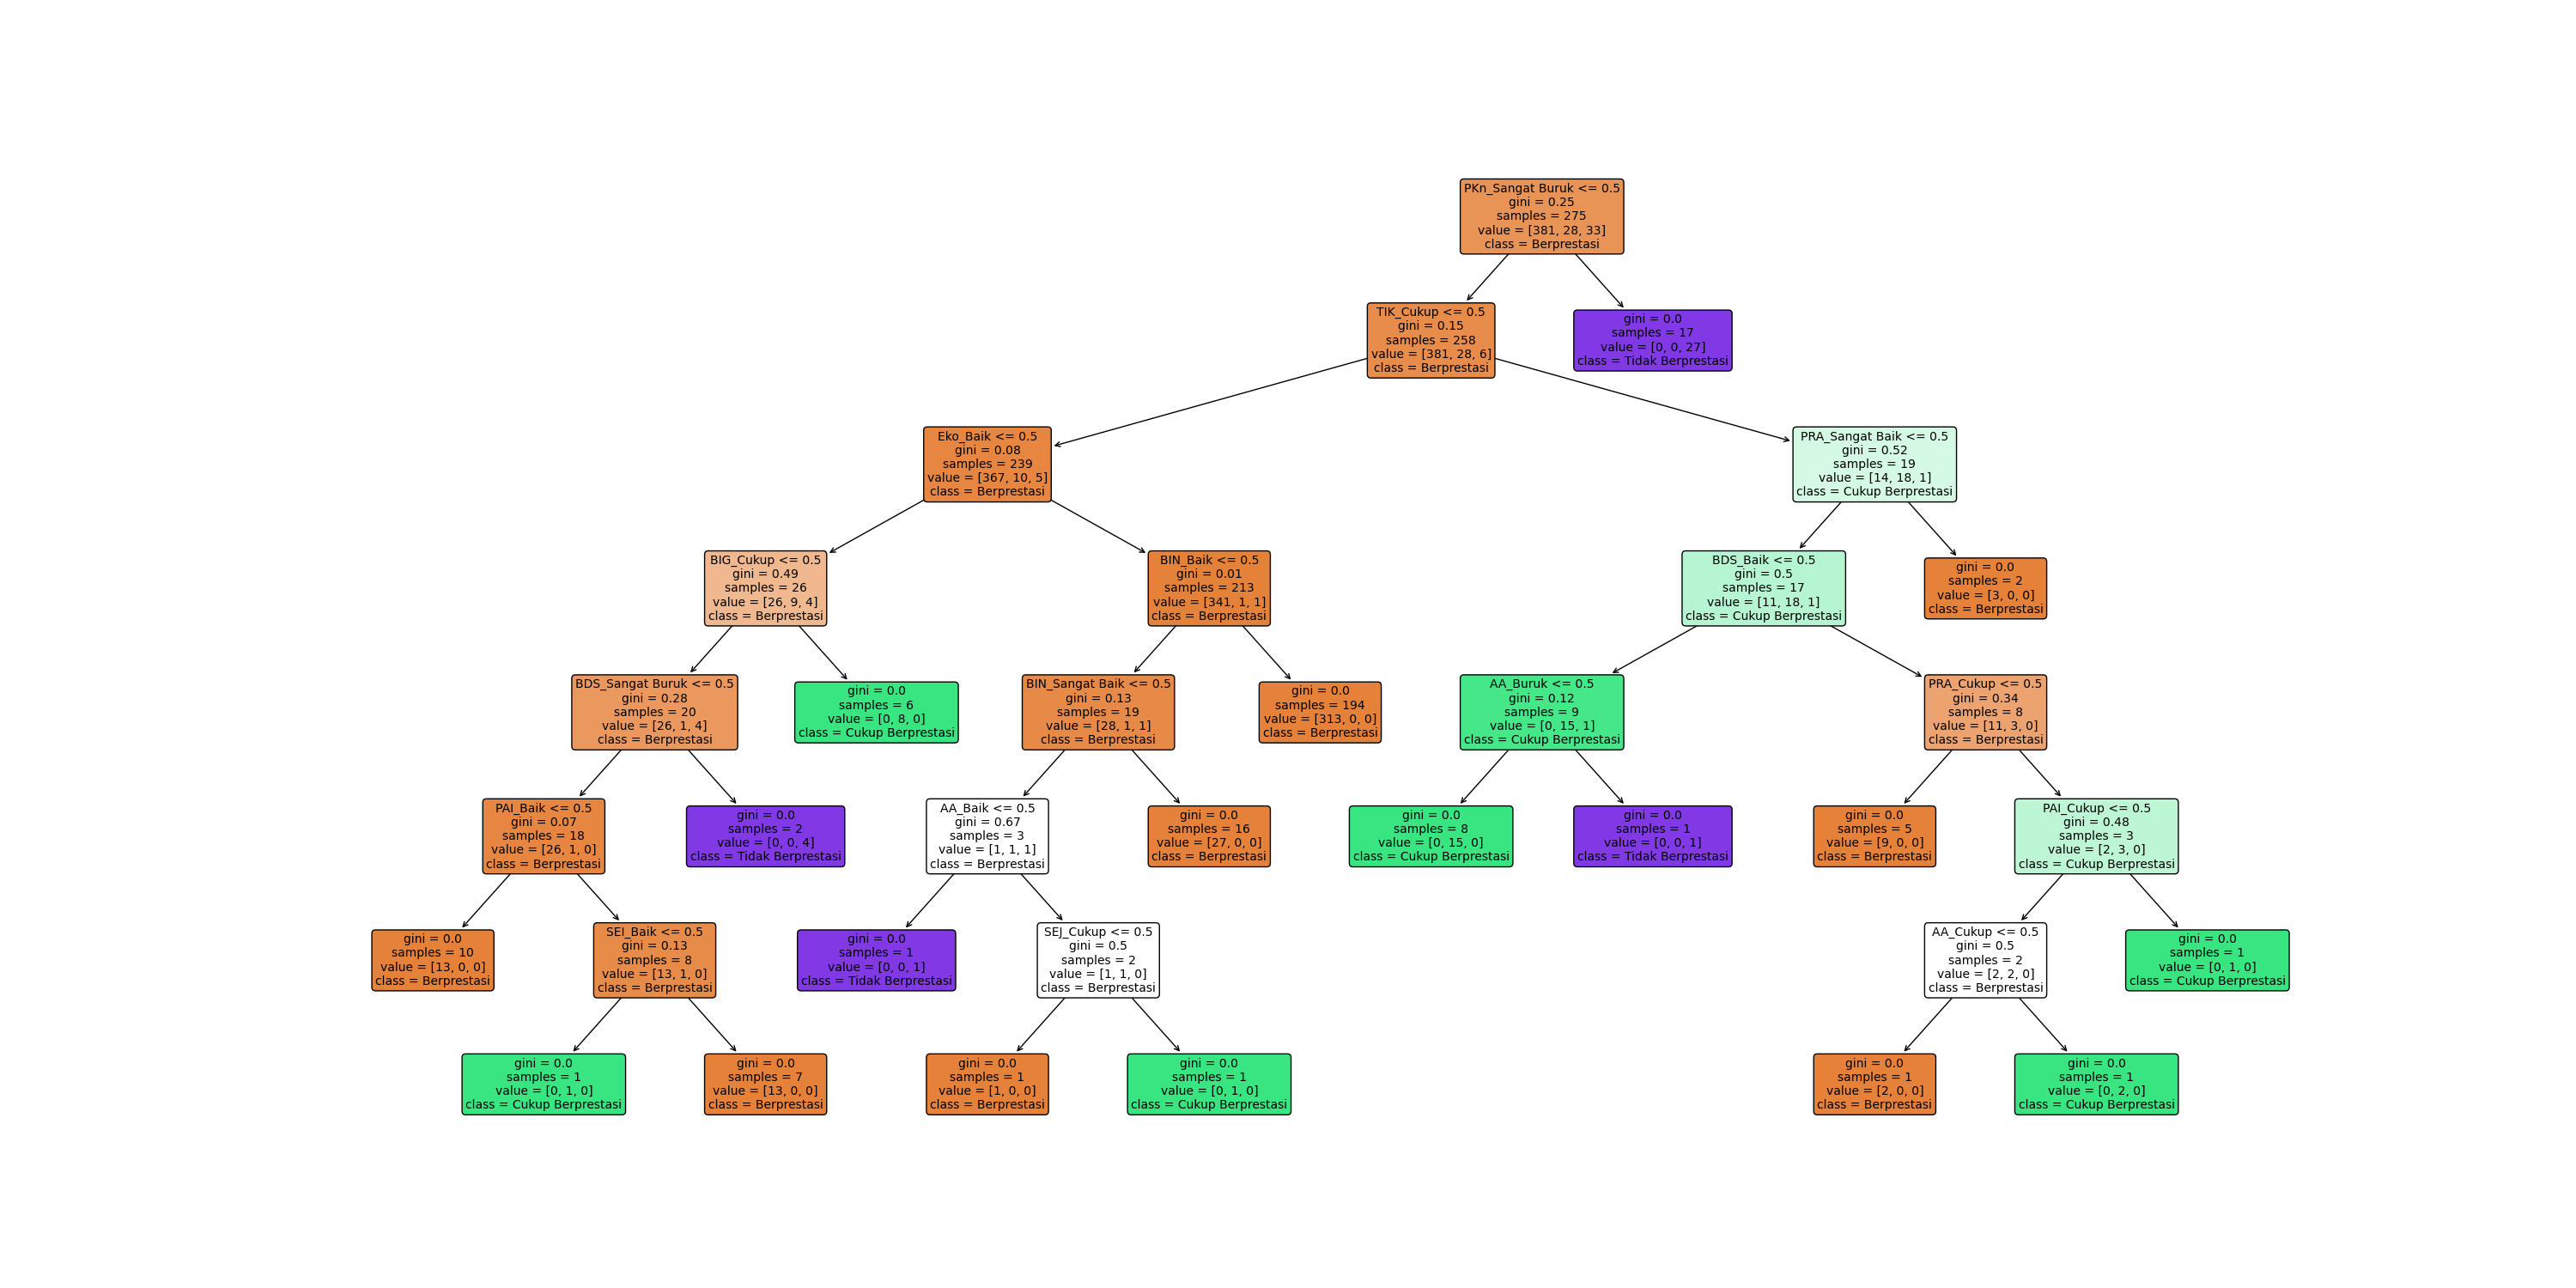 PKn_Sangat Buruk <= 0.5
gini = 0.25
samples = 275
value = [381, 28, 33]
class = Berprestasi
TIK_Cukup <= 0.5
gini = 0.15
samples = 258
value = [381, 28, 6]
class = Berprestasi
gini = 0.0
samples = 17
value = [0, 0, 27]
class = Tidak Berprestasi
Eko_Baik <= 0.5
gini = 0.08
samples = 239
value = [367, 10, 5]
class = Berprestasi
PRA_Sangat Baik <= 0.5
gini = 0.52
samples = 19
value = [14, 18, 1]
class = Cukup Berprestasi
BIG_Cukup <= 0.5
gini = 0.49
samples = 26
value = [26, 9, 4]
class = Berprestasi
BIN_Baik <= 0.5
gini = 0.01
samples = 213
value = [341, 1, 1]
class = Berprestasi
BDS_Baik <= 0.5
gini = 0.5
samples = 17
value = [11, 18, 1]
class = Cukup Berprestasi
gini = 0.0
samples = 2
value = [3, 0, 0]
class = Berprestasi
BDS_Sangat Buruk <= 0.5
gini = 0.28
samples = 20
value = [26, 1, 4]
class = Berprestasi
gini = 0.0
samples = 6
value = [0, 8, 0]
class = Cukup Berprestasi
BIN_Sangat Baik <= 0.5
gini = 0.13
samples = 19
value = [28, 1, 1]
class = Berprestasi
gini = 0.0
samples = 194
value = [313, 0, 0]
class = Berprestasi
AA_Buruk <= 0.5
gini = 0.12
samples = 9
value = [0, 15, 1]
class = Cukup Berprestasi
PRA_Cukup <= 0.5
gini = 0.34
samples = 8
value = [11, 3, 0]
class = Berprestasi
PAI_Baik <= 0.5
gini = 0.07
samples = 18
value = [26, 1, 0]
class = Berprestasi
gini = 0.0
samples = 2
value = [0, 0, 4]
class = Tidak Berprestasi
AA_Baik <= 0.5
gini = 0.67
samples = 3
value = [1, 1, 1]
class = Berprestasi
gini = 0.0
samples = 16
value = [27, 0, 0]
class = Berprestasi
gini = 0.0
samples = 8
value = [0, 15, 0]
class = Cukup Berprestasi
gini = 0.0
samples = 1
value = [0, 0, 1]
class = Tidak Berprestasi
gini = 0.0
samples = 5
value = [9, 0, 0]
class = Berprestasi
PAI_Cukup <= 0.5
gini = 0.48
samples = 3
value = [2, 3, 0]
class = Cukup Berprestasi
gini = 0.0
samples = 10
value = [13, 0, 0]
class = Berprestasi
SEI_Baik <= 0.5
gini = 0.13
samples = 8
value = [13, 1, 0]
class = Berprestasi
gini = 0.0
samples = 1
value = [0, 0, 1]
class = Tidak Berprestasi
SEJ_Cukup <= 0.5
gini = 0.5
samples = 2
value = [1, 1, 0]
class = Berprestasi
AA_Cukup <= 0.5
gini = 0.5
samples = 2
value = [2, 2, 0]
class = Berprestasi
gini = 0.0
samples = 1
value = [0, 1, 0]
class = Cukup Berprestasi
gini = 0.0
samples = 1
value = [0, 1, 0]
class = Cukup Berprestasi
gini = 0.0
samples = 7
value = [13, 0, 0]
class = Berprestasi
gini = 0.0
samples = 1
value = [1, 0, 0]
class = Berprestasi
gini = 0.0
samples = 1
value = [0, 1, 0]
class = Cukup Berprestasi
gini = 0.0
samples = 1
value = [2, 0, 0]
class = Berprestasi
gini = 0.0
samples = 1
value = [0, 2, 0]
class = Cukup Berprestasi